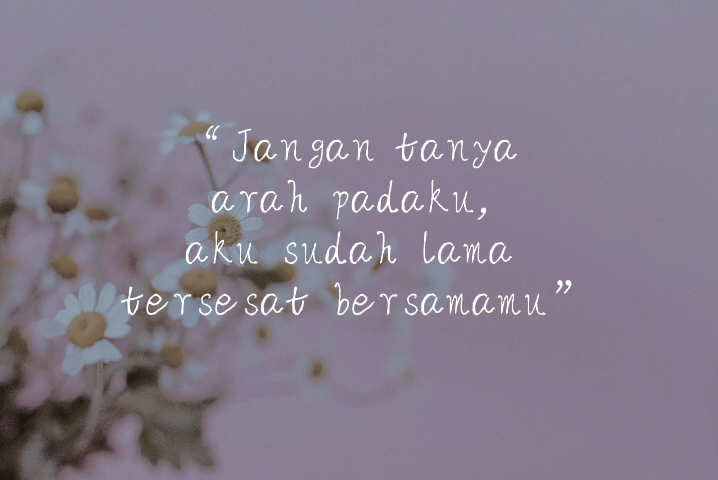 “Jangan tanya
arah padaku,
aku sudah lama
tersesat bersamamu”